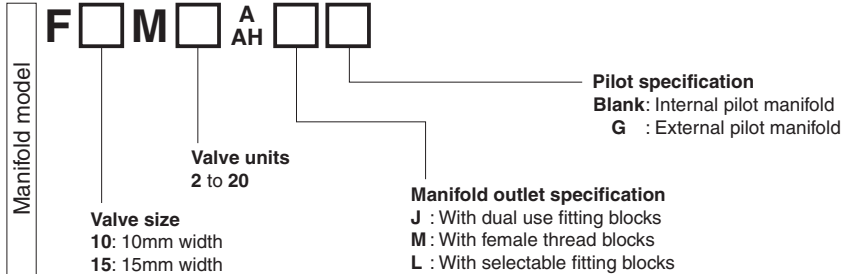 Manifold model
F□M□ A AH □□
Pilot specification
Blank: Internal pilot manifold
G : External pilot manifold
Valve units
2 to 20
Manifold outlet specification
J : With dual use fitting blocks
M : With female thread blocks
L : With selectable fitting blocks
Valve size
10: 10mm width
15: 15mm width